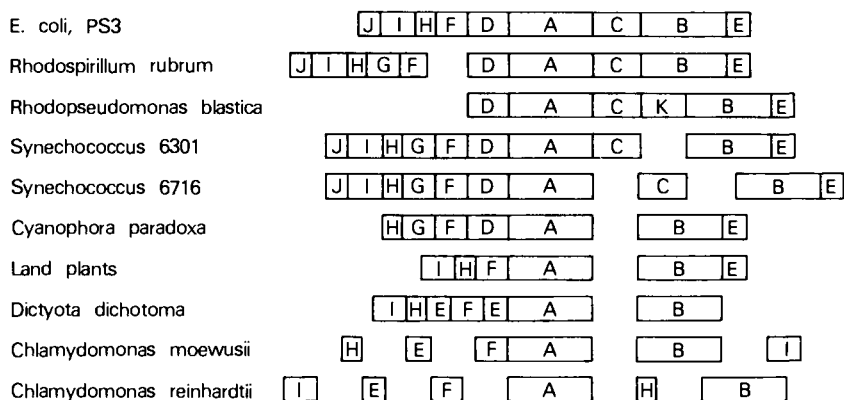 E. coli, PS3 J I H F D A C B E
Rhodospirillum rubrum J I H G F D A C B E
Rhodopseudomonas blastica D A C K B E
Synechococcus 6301 J I H G F D A C B E
Synechococcus 6716 J I H G F D A C B E
Cyanophora paradoxa H G F D A B E
Land plants I H F A B E
Dictyota dichotoma I H E F E A B
Chlamydomonas moewusii H E F A B I
Chlamydomonas reinhardtii I E F A H B